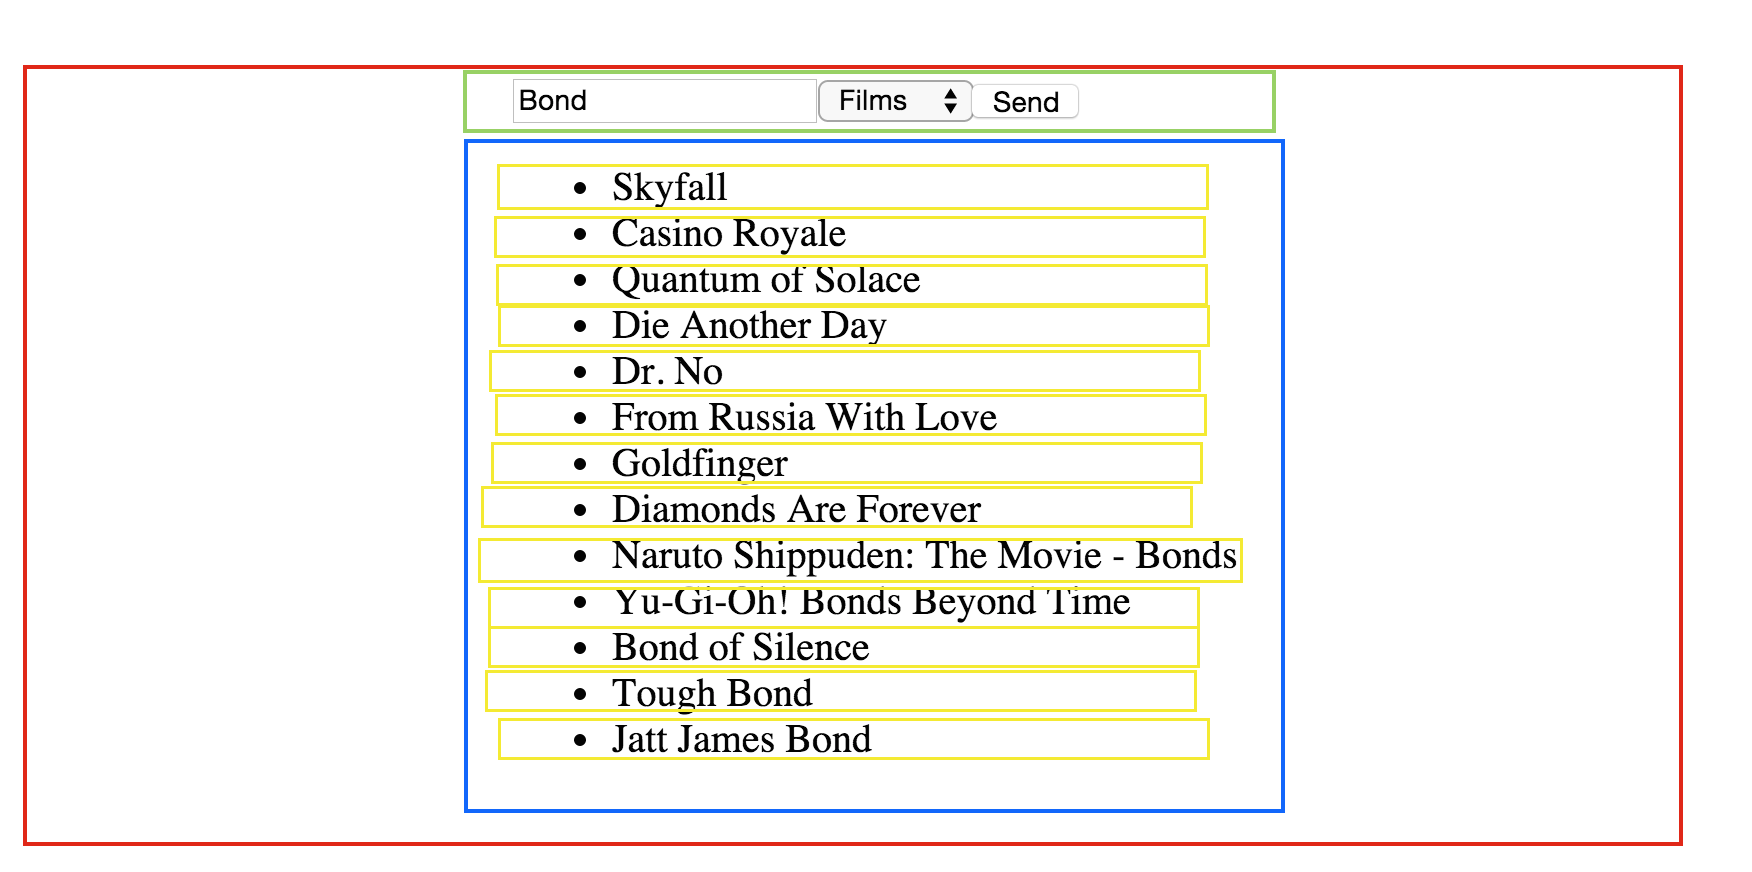 Bond Films Send
• Skyfall
• Casino Royale
• Quantum of Solace
• Die Another Day
• Dr. No
• From Russia With Love
• Goldfinger
• Diamonds Are Forever
• Naruto Shippuden: The Movie - Bonds
• Yu-Gi-Oh! Bonds Beyond Time
• Bond of Silence
• Tough Bond
• Jatt James Bond